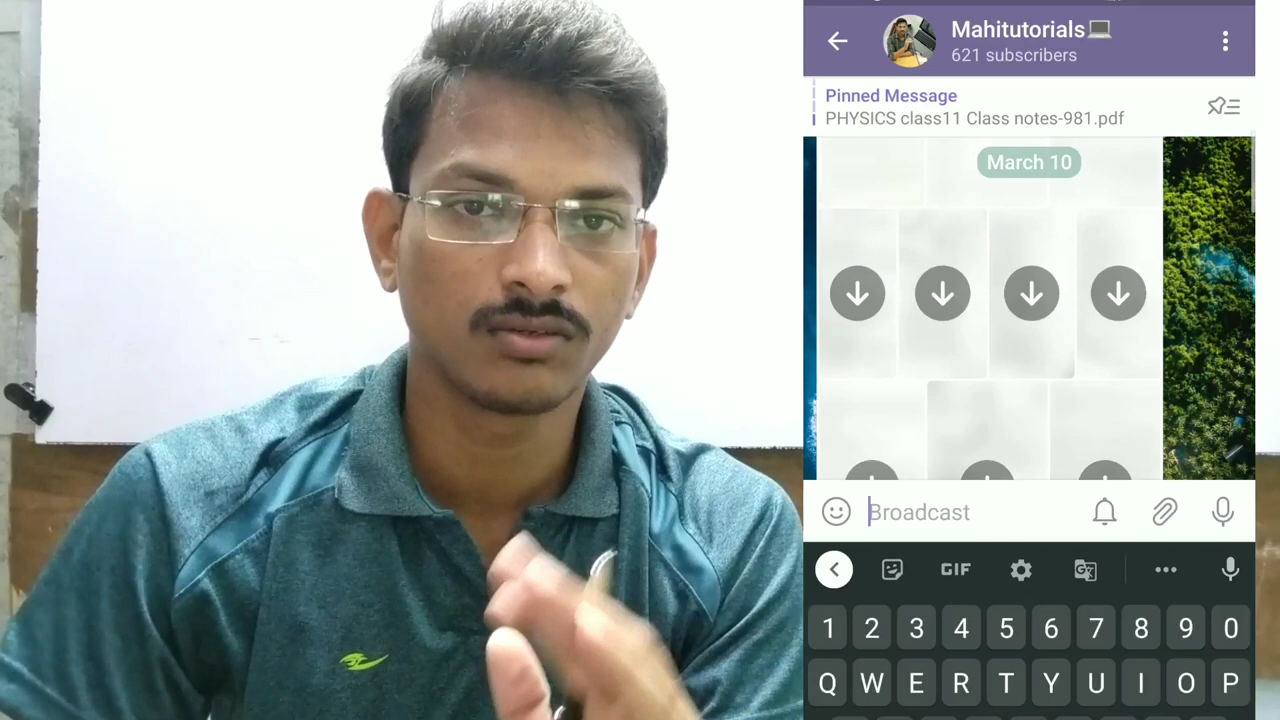 Mahitutorials💻
621 subscribers
Pinned Message
PHYSICS class11 Class notes-981.pdf
March 10
Broadcast
GIF
1 2 3 4 5 6 7 8 9 0
Q W E R T Y U I O P